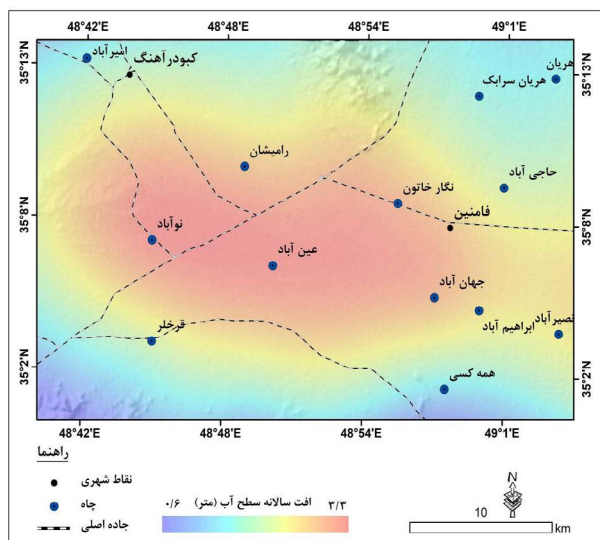 48°42'E 48°48'E 48°54'E 49°1'E
35°13'N 35°13'N
35°8'N 35°8'N
35°2'N 35°2'N
امیرآباد
کبودرآهنگ
هریان
هریان سرابک
رامیشان
حاجی آباد
نگار خاتون
فامنین
نوآباد
عین آباد
جهان آباد
ابراهیم آباد
نصیرآباد
قرخلر
همه کسی
48°42'E 48°48'E 48°54'E 49°1'E
راهنما
نقاط شهری
چاه
جاده اصلی
افت سالانه سطح آب (متر)
۰/۶
۳/۳
N
10
km